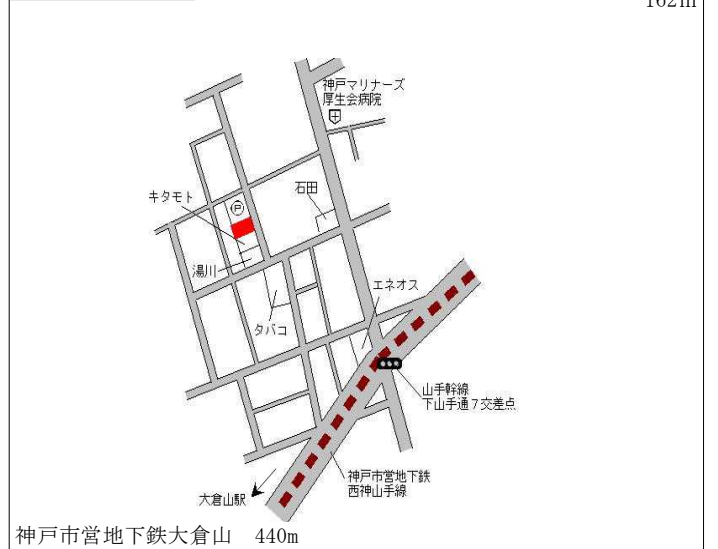 162m
神戸マリナーズ
厚生会病院
キタモト
石田
P
湯川
エネオス
タバコ
山手幹線
下山手通７交差点
神戸市営地下鉄
西神山手線
大倉山駅
神戸市営地下鉄大倉山　440m